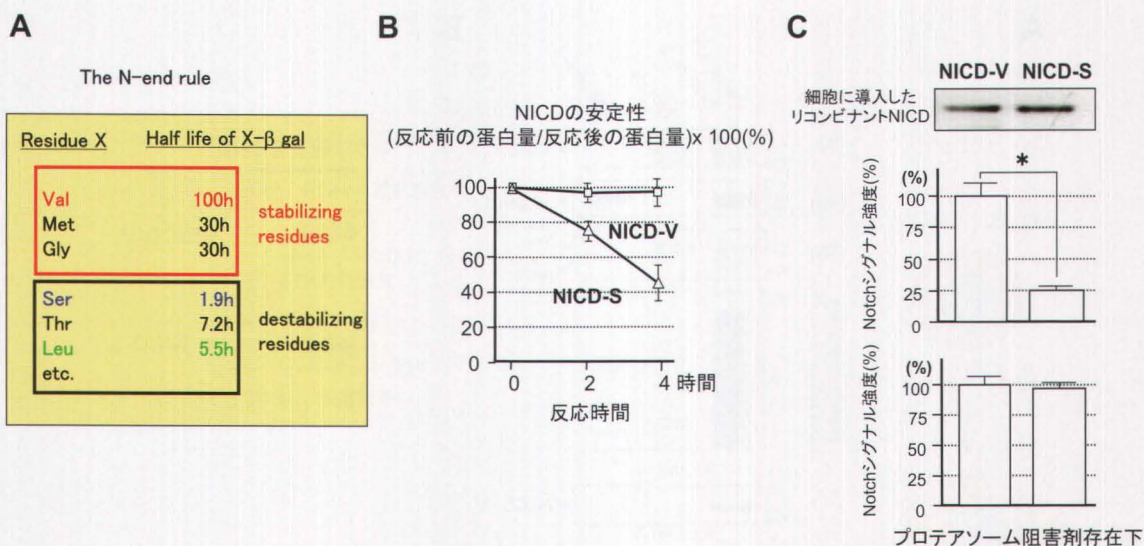 A
The N-end rule
Residue X Half life of X-β gal
Val 100h
Met 30h
Gly 30h
stabilizing
residues
Ser 1.9h
Thr 7.2h
Leu 5.5h
etc.
destabilizing
residues
B
NICDの安定性
(反応前の蛋白量/反応後の蛋白量)x 100(%)
100
80
60
40
20
0
NICD-V
NICD-S
0 2 4 時間
反応時間
C
NICD-V NICD-S
細胞に導入した
リコンビナントNICD
Notchシグナル強度(%)
(%)
100
75
50
25
0
*
Notchシグナル強度(%)
(%)
100
75
50
25
0
プロテアソーム阻害剤存在下